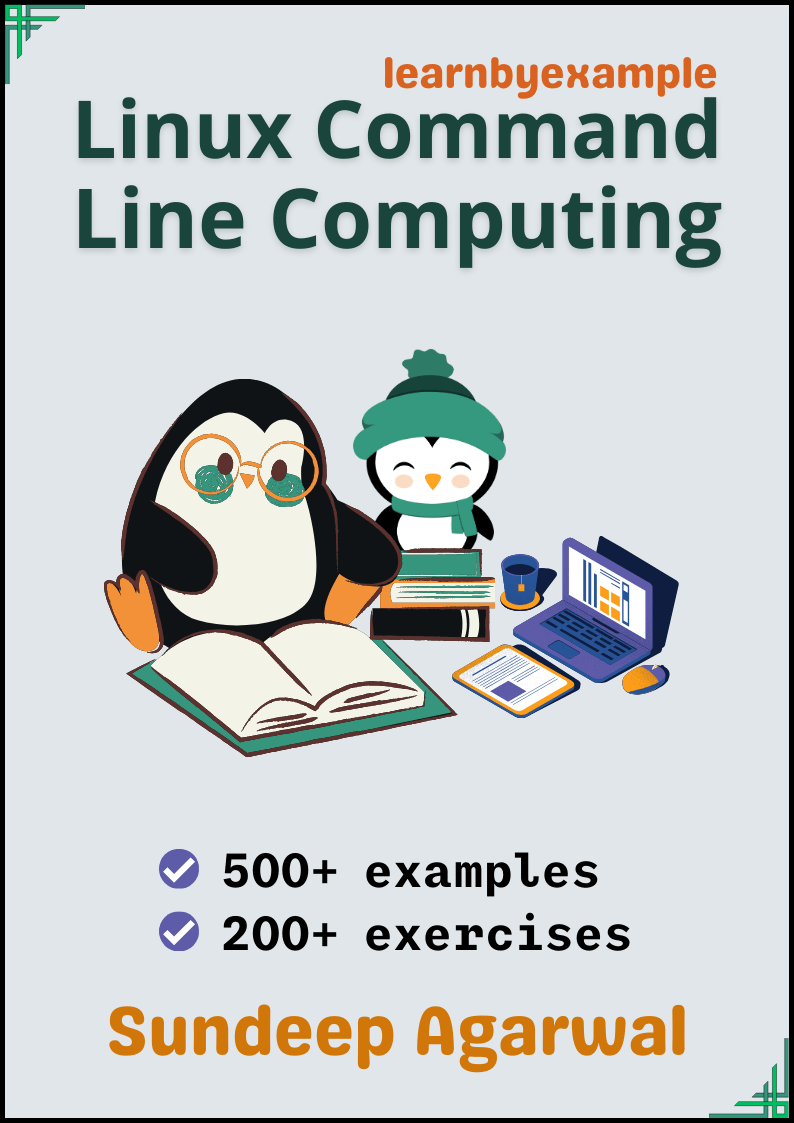 learnbyexample
Linux Command
Line Computing
500+ examples
200+ exercises
Sundeep Agarwal